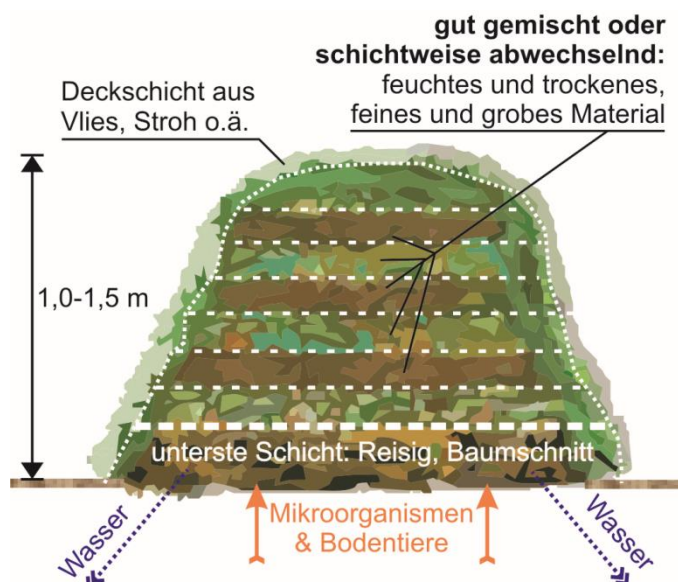 gut gemischt oder
schichtweise abwechselnd:
feuchtes und trockenes,
feines und grobes Material
Deckschicht aus
Vlies, Stroh o.ä.
1,0-1,5 m
unterste Schicht: Reisig, Baumschnitt
Wasser
Mikroorganismen
& Bodentiere
Wasser